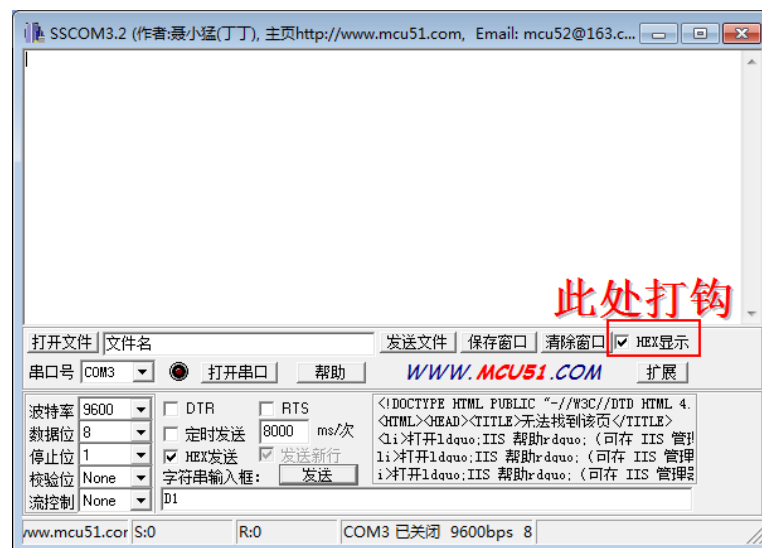 SSCOM3.2 (作者:聂小猛(丁丁), 主页http://www.mcu51.com, Email: mcu52@163.c...
此处打钩
打开文件 文件名 发送文件 保存窗口 清除窗口 HEX显示
串口号 COM3 打开串口 帮助 WWW.MCU51.COM 扩展
波特率 9600 DTR RTS
数据位 8 定时发送 8000 ms/次
停止位 1 HEX发送 发送新行
校验位 None 字符串输入框: 发送
流控制 None D1
<!DOCTYPE HTML PUBLIC "-//W3C//DTD HTML 4.
<HTML><HEAD><TITLE>无法找到该页</TITLE>
<li>打开ldquo;IIS 帮助rdquo; (可在 IIS 管
li>打开ldquo;IIS 帮助rdquo; (可在 IIS 管理
i>打开ldquo;IIS 帮助rdquo; (可在 IIS 管理
www.mcu51.cor S:0 R:0 COM3 已关闭 9600bps 8